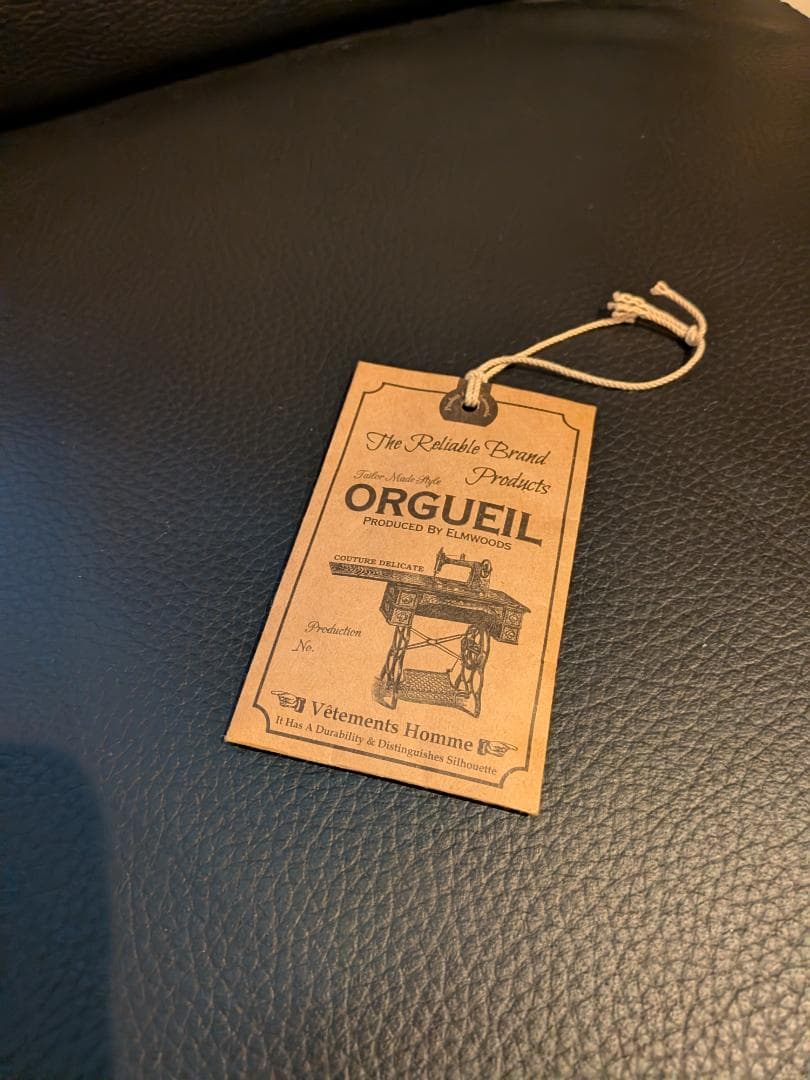 The Reliable Brand
Products
Tailor Made Style
ORGUEIL
PRODUCED BY ELMWOODS
COUTURE DELICATE
Production
No.
Vêtements Homme
It Has A Durability & Distinguishes Silhouette